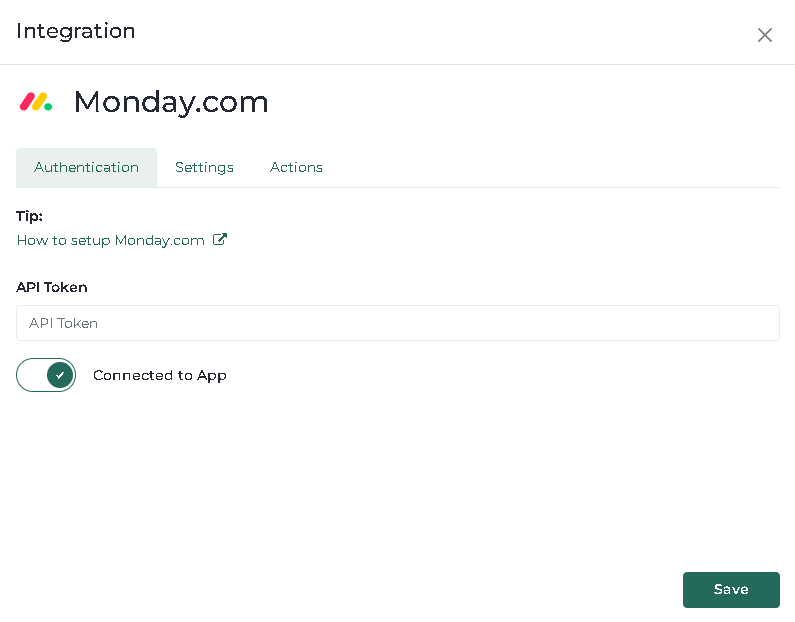 Integration
Monday.com
Authentication Settings Actions
Tip:
How to setup Monday.com
API Token
API Token
Connected to App
Save